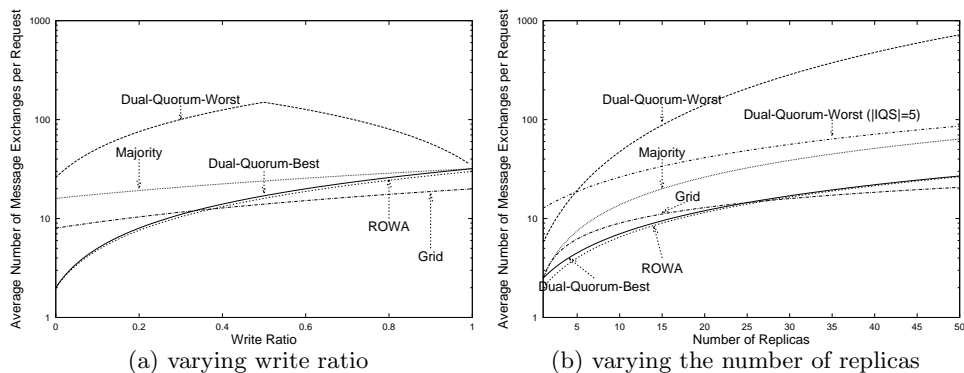 Average Number of Message Exchanges per Request
1000
100
10
1
Dual-Quorum-Worst
Majority
Dual-Quorum-Best
ROWA
Grid
0 0.2 0.4 0.6 0.8 1
Write Ratio
(a) varying write ratio
Average Number of Message Exchanges per Request
1000
100
10
1
Dual-Quorum-Worst
Dual-Quorum-Worst (|IQS|=5)
Majority
Grid
ROWA
Dual-Quorum-Best
5 10 15 20 25 30 35 40 45 50
Number of Replicas
(b) varying the number of replicas